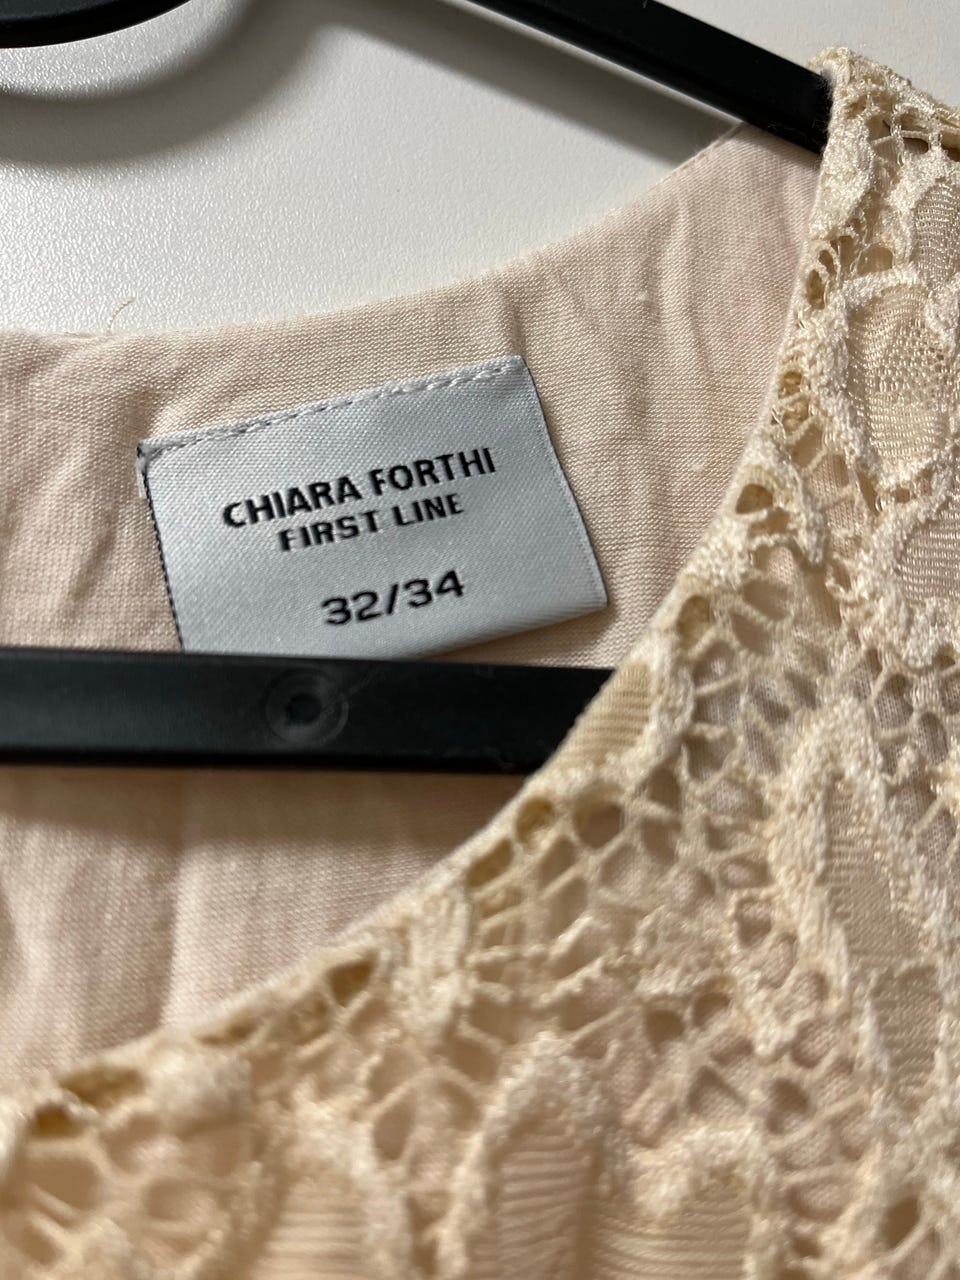 CHIARA FORTHI
FIRST LINE
32/34